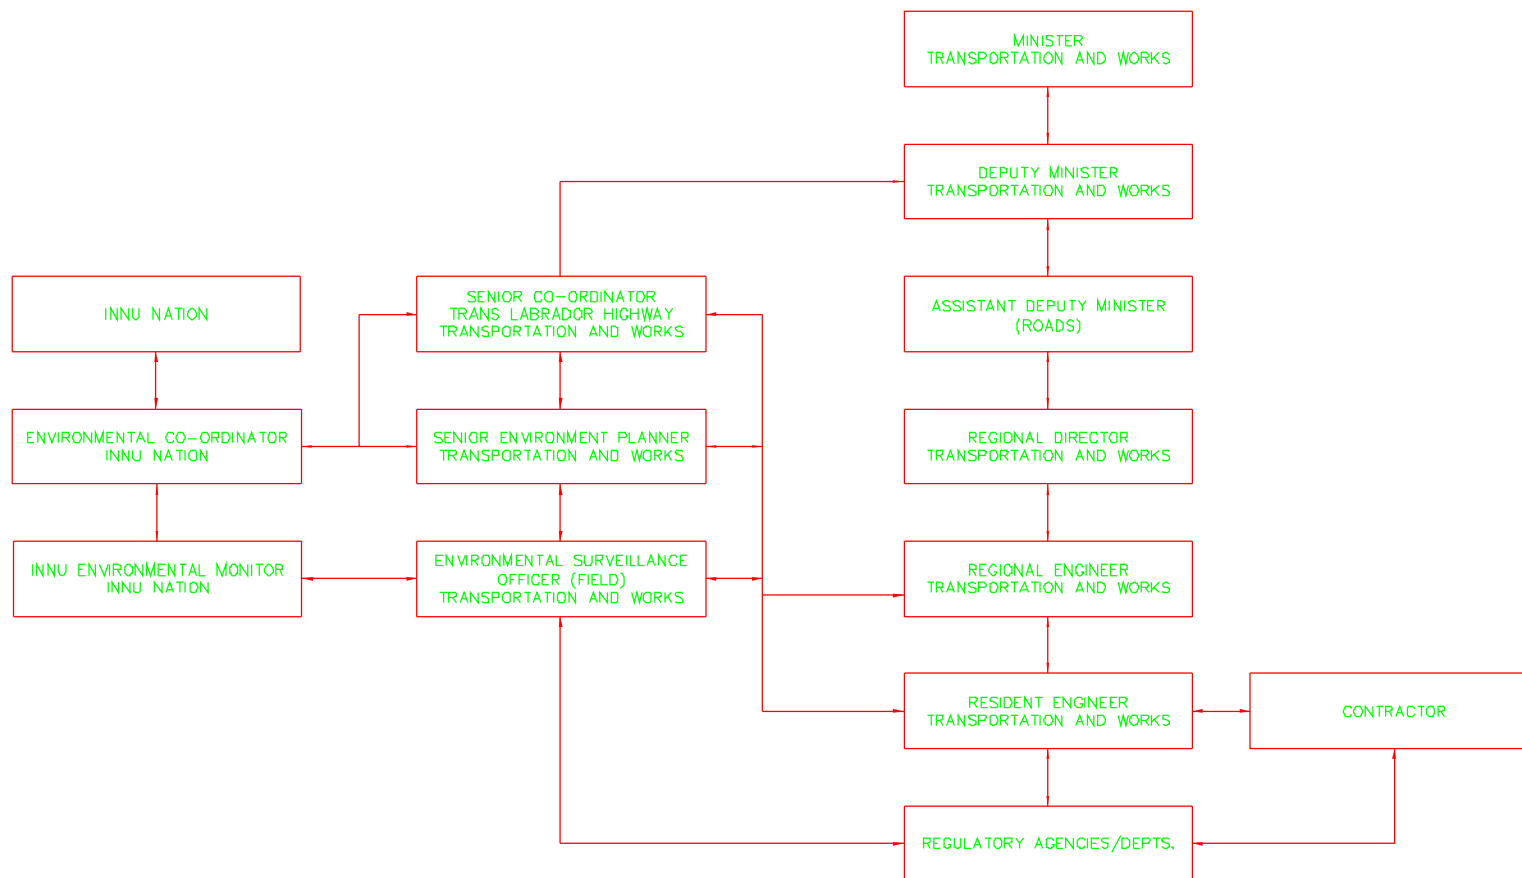 MINISTER
TRANSPORTATION AND WORKS
DEPUTY MINISTER
TRANSPORTATION AND WORKS
INNU NATION
SENIOR CO-ORDINATOR
TRANS LABRADOR HIGHWAY
TRANSPORTATION AND WORKS
ASSISTANT DEPUTY MINISTER
(ROADS)
ENVIRONMENTAL CO-ORDINATOR
INNU NATION
SENIOR ENVIRONMENT PLANNER
TRANSPORTATION AND WORKS
REGIONAL DIRECTOR
TRANSPORTATION AND WORKS
INNU ENVIRONMENTAL MONITOR
INNU NATION
ENVIRONMENTAL SURVEILLANCE
OFFICER (FIELD)
TRANSPORTATION AND WORKS
REGIONAL ENGINEER
TRANSPORTATION AND WORKS
RESIDENT ENGINEER
TRANSPORTATION AND WORKS
CONTRACTOR
REGULATORY AGENCIES/DEPTS.